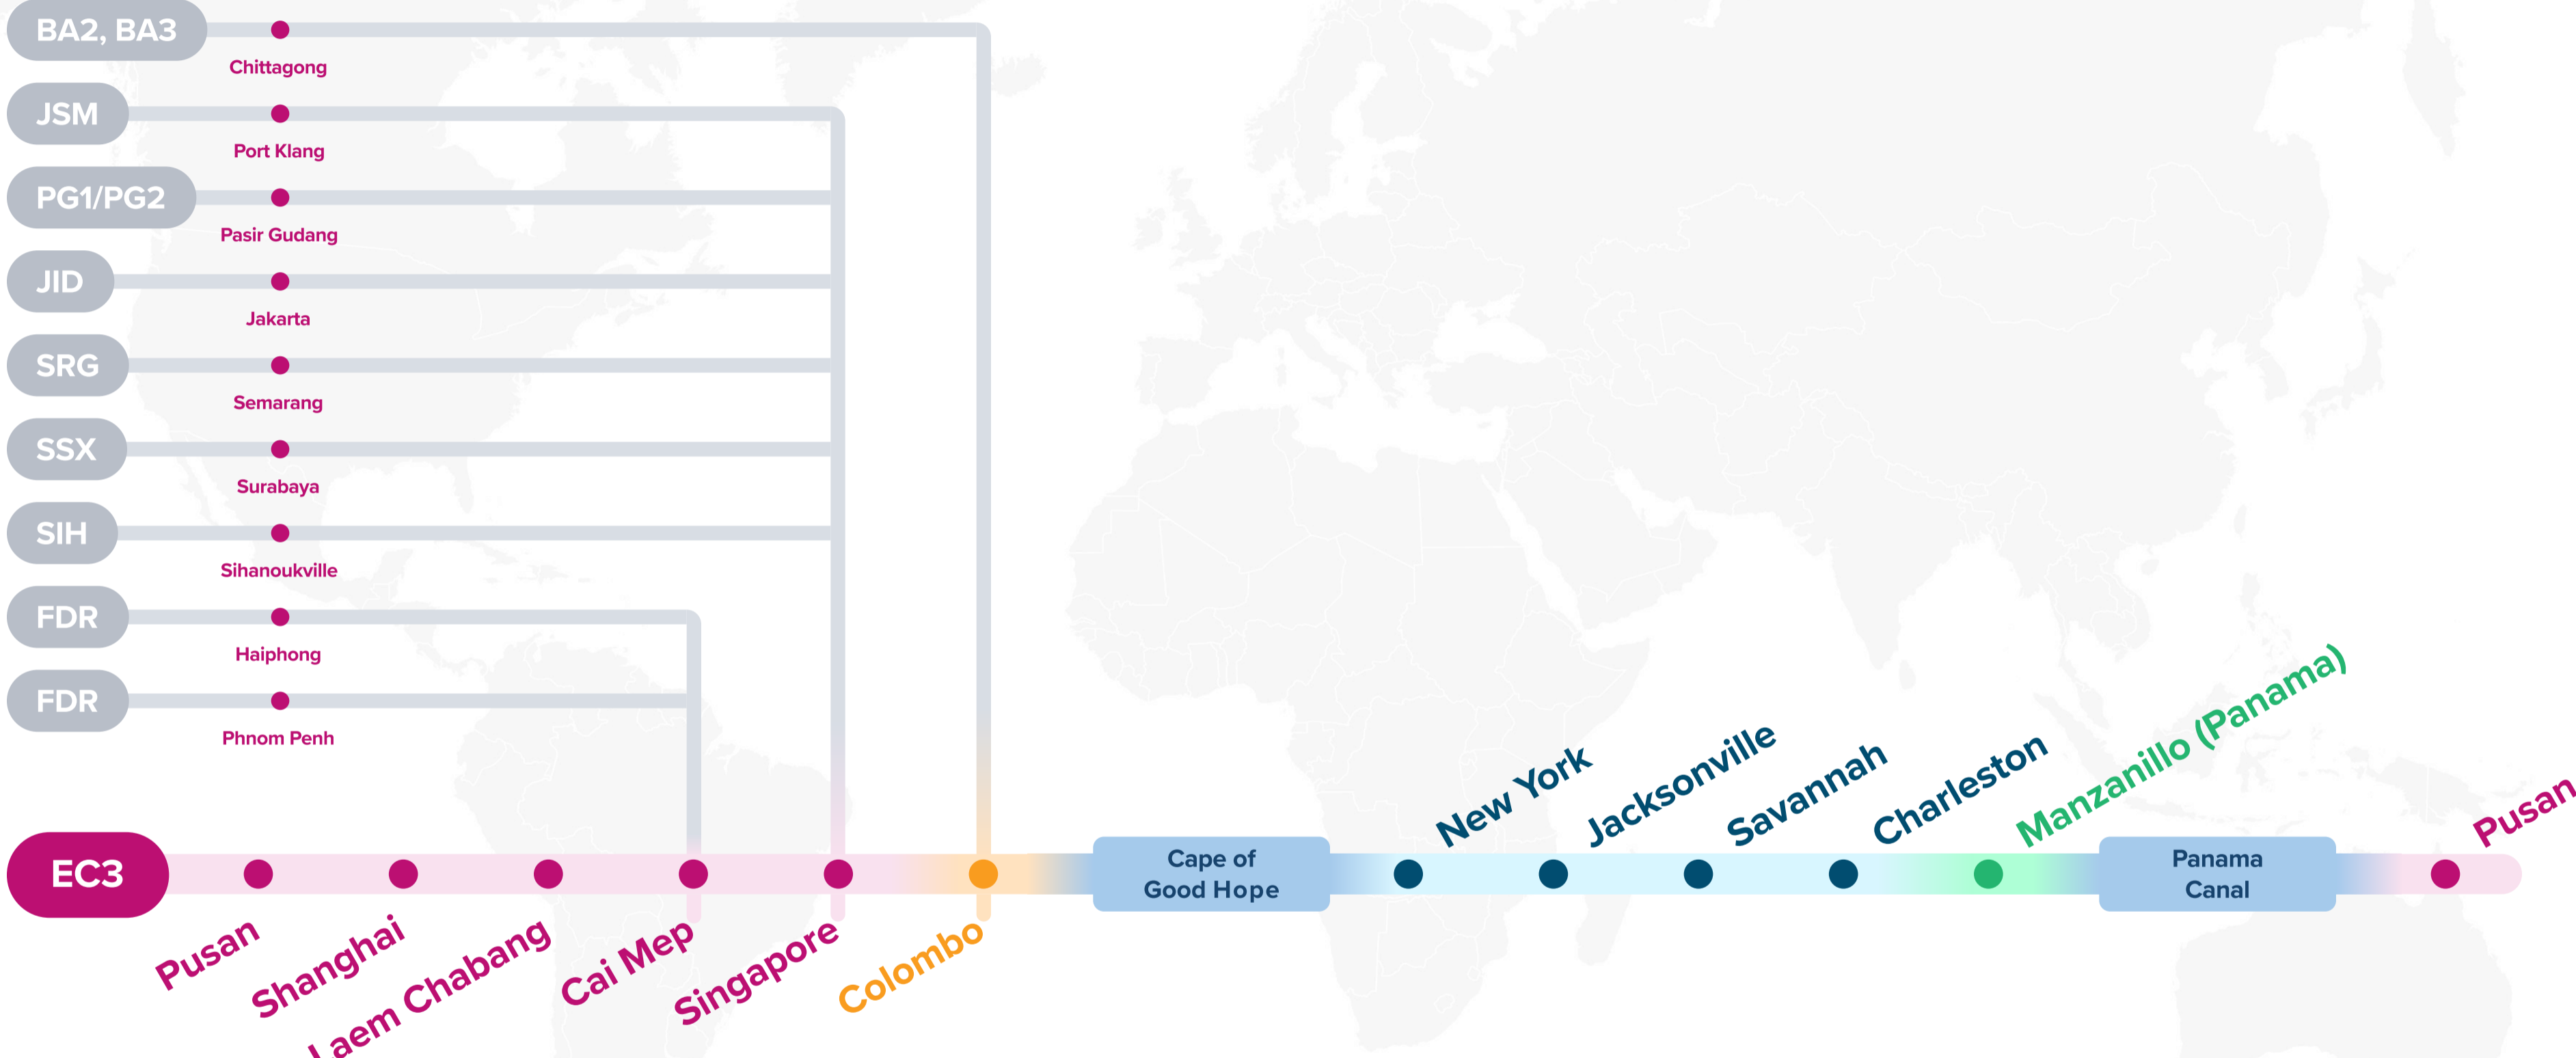 BA2, BA3
Chittagong
JSM
Port Klang
PG1/PG2
Pasir Gudang
JID
Jakarta
SRG
Semarang
SSX
Surabaya
SIH
Sihanoukville
FDR
Haiphong
FDR
Phnom Penh
EC3
Pusan
Shanghai
Laem Chabang
Cai Mep
Singapore
Colombo
Cape of
Good Hope
New York
Jacksonville
Savannah
Charleston
Manzanillo (Panama)
Panama
Canal
Pusan